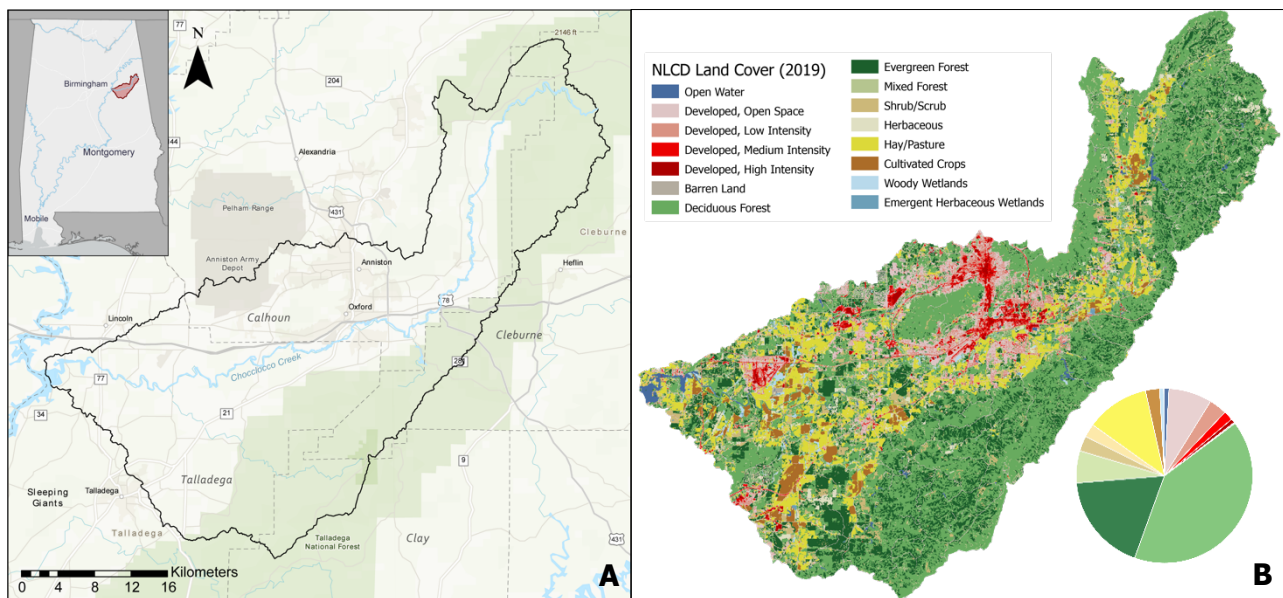 77
N
2146 ft
Birmingham
Montgomery
Mobile
204
144
Alexandria
Pelham Range
431
Anniston Army
Depot
Anniston
Cleburne
Heflin
Oxford
78
Lincoln
Calhoun
Cleburne
Choccolocco Creek
281
77
34
21
9
Talladega
Sleeping
Giants
Talladega
Talladega
Talladega
National Forest
Clay
431
Kilometers
0 4 8 12 16
A
NLCD Land Cover (2019)
Open Water
Developed, Open Space
Developed, Low Intensity
Developed, Medium Intensity
Developed, High Intensity
Barren Land
Deciduous Forest
Evergreen Forest
Mixed Forest
Shrub/Scrub
Herbaceous
Hay/Pasture
Cultivated Crops
Woody Wetlands
Emergent Herbaceous Wetlands
B